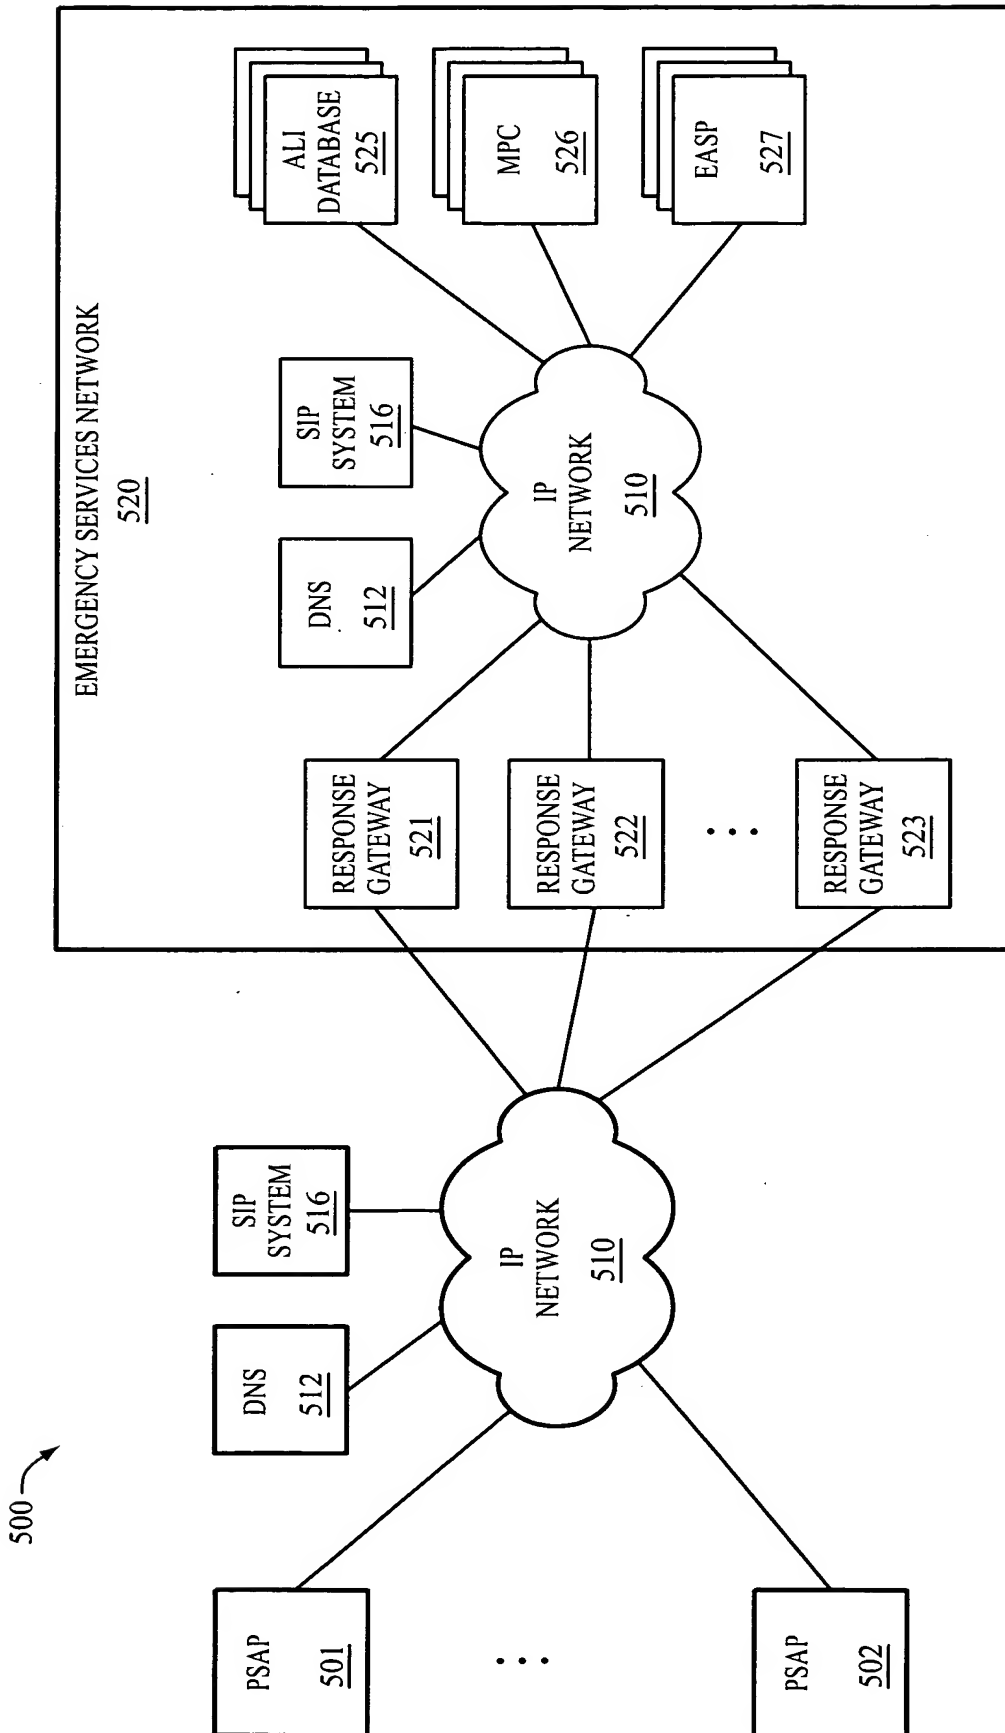 500
EMERGENCY SERVICES NETWORK
520
PSAP
501
PSAP
502
DNS
512
SIP
SYSTEM
516
IP
NETWORK
510
RESPONSE
GATEWAY
521
RESPONSE
GATEWAY
522
RESPONSE
GATEWAY
523
DNS
512
SIP
SYSTEM
516
IP
NETWORK
510
ALI
DATABASE
525
MPC
526
EASP
527